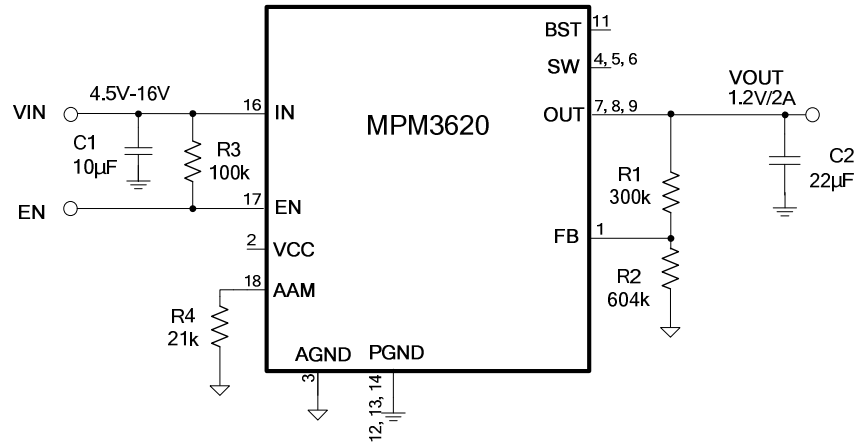 BST
11
SW
4, 5, 6
VIN
4.5V-16V
16
IN
MPM3620
OUT
7, 8, 9
VOUT
1.2V/2A
C1
10µF
R3
100k
R1
300k
C2
22µF
EN
17
EN
2
VCC
FB
1
18
AAM
R2
604k
R4
21k
AGND
PGND
3
12, 13, 14